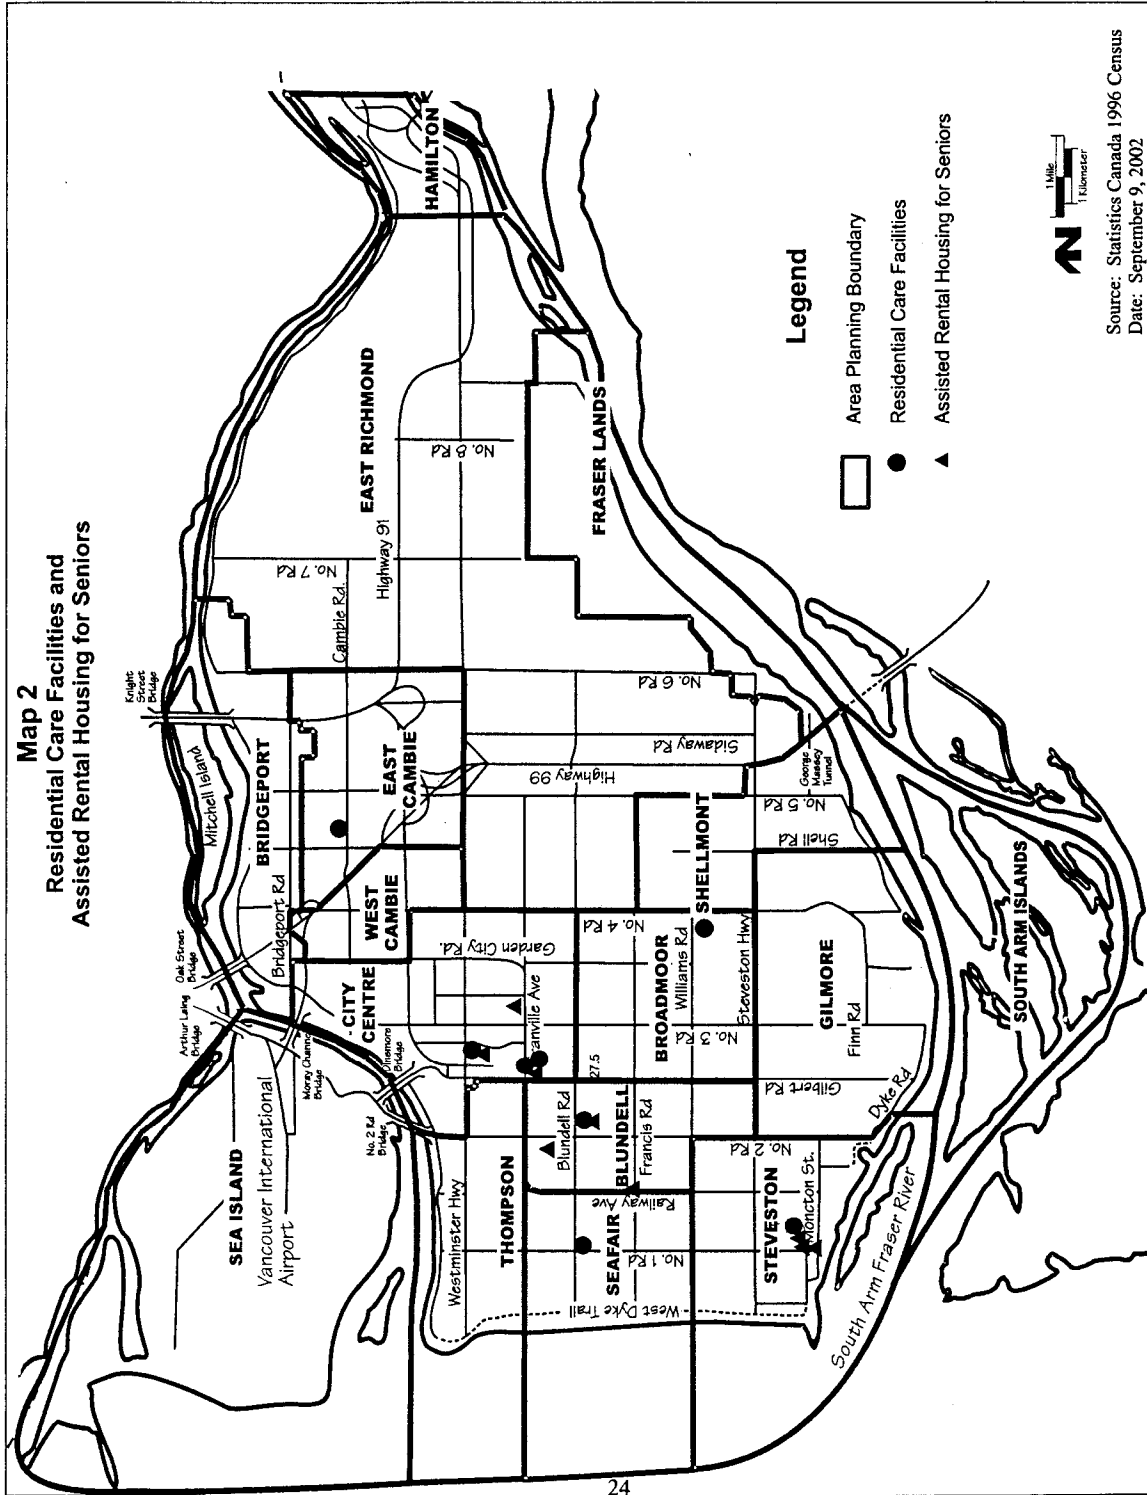 Map 2
Residential Care Facilities and
Assisted Rental Housing for Seniors
Knight
Street
Bridge
Mitchell Island
Oak Street
Bridge
Arthur Laing
Bridge
Moray Channel
Bridge
Dinsmore
Bridge
No. 2 Rd
Bridge
SEA ISLAND
Vancouver International
Airport
BRIDGEPORT
Bridgeport Rd
WEST
CAMBIE
EAST
CAMBIE
CITY
CENTRE
Cambie Rd.
No. 7 Rd
Highway 91
EAST RICHMOND
No. 8 Rd
HAMILTON
FRASER LANDS
Westminster Hwy
THOMPSON
Garden City Rd.
anville Ave
Blundell Rd
27.5
BLUNDELL
Francis Rd
Railway Ave
SEAFAIR
No. 1 Rd
West Dyke Trail
BROADMOOR
No. 4 Rd
Williams Rd
No. 3 Rd
Steveston Hwy
SHELLMONT
Highway 99
Sidaway Rd
No. 6 Rd
No. 5 Rd
Shell Rd
George
Massey
Tunnel
STEVESTON
No. 2 Rd
Moncton St.
Gilbert Rd
GILMORE
Finn Rd
Dyke Rd
South Arm Fraser River
SOUTH ARM ISLANDS
Legend
Area Planning Boundary
Residential Care Facilities
Assisted Rental Housing for Seniors
N
1 Mile
1 Kilometer
Source: Statistics Canada 1996 Census
Date: September 9, 2002
24